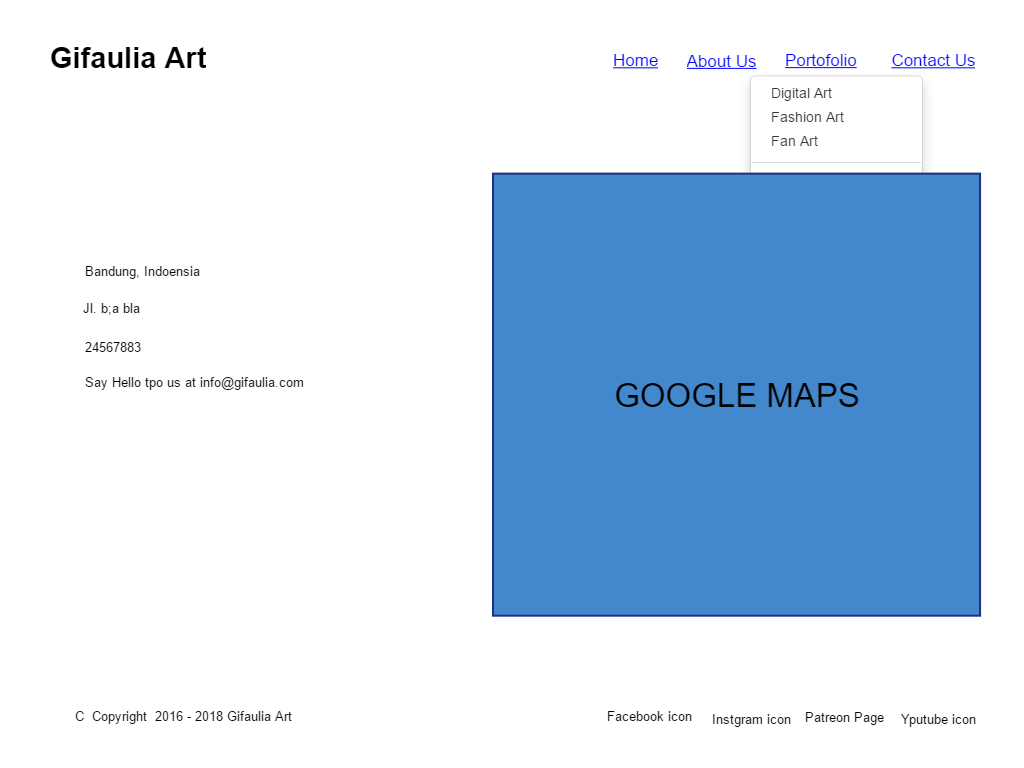 Gifaulia Art
Home About Us Portofolio Contact Us
Digital Art
Fashion Art
Fan Art
Bandung, Indoensia
Jl. b;a bla
24567883
Say Hello tpo us at info@gifaulia.com
GOOGLE MAPS
C Copyright 2016 - 2018 Gifaulia Art
Facebook icon Instgram icon Patreon Page Yputube icon